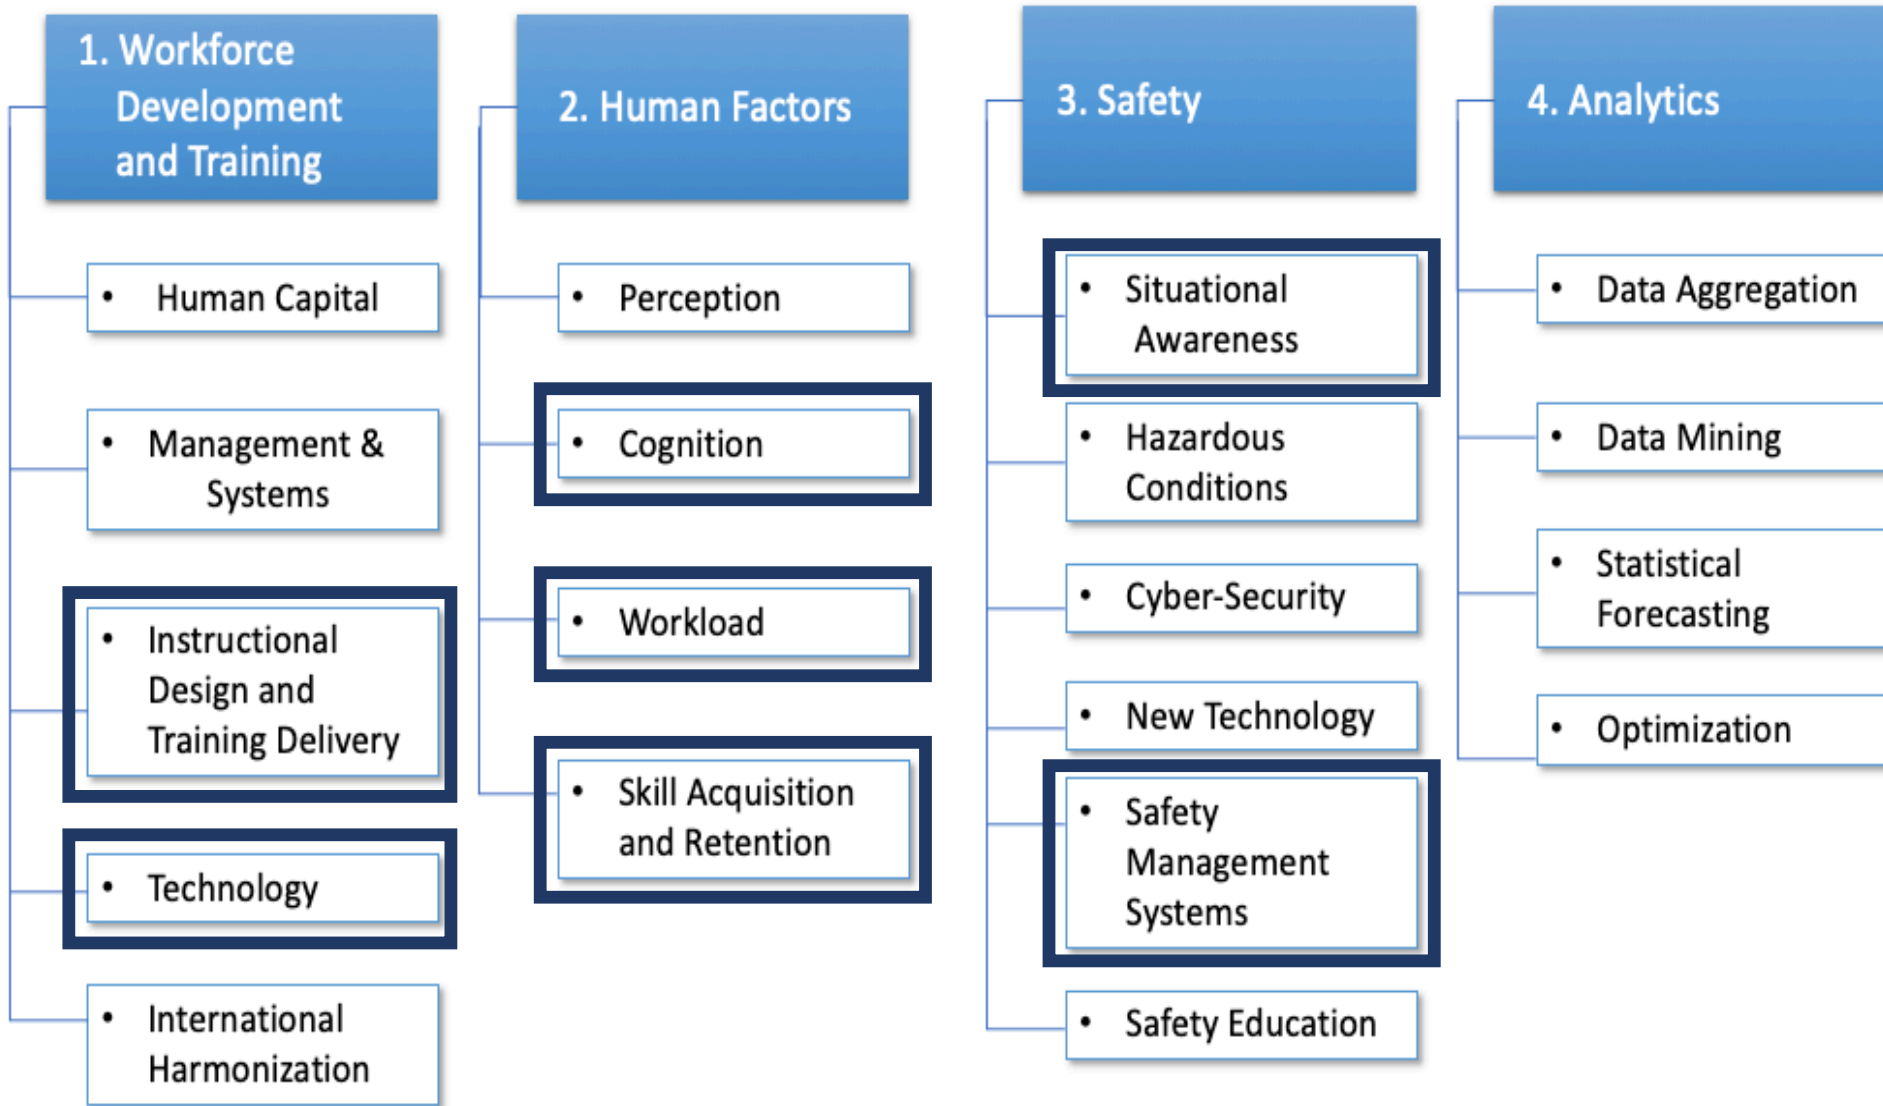 1. Workforce
Development
and Training
• Human Capital
• Management &
Systems
• Instructional
Design and
Training Delivery
• Technology
• International
Harmonization
2. Human Factors
• Perception
• Cognition
• Workload
• Skill Acquisition
and Retention
3. Safety
• Situational
Awareness
• Hazardous
Conditions
• Cyber-Security
• New Technology
• Safety
Management
Systems
• Safety Education
4. Analytics
• Data Aggregation
• Data Mining
• Statistical
Forecasting
• Optimization